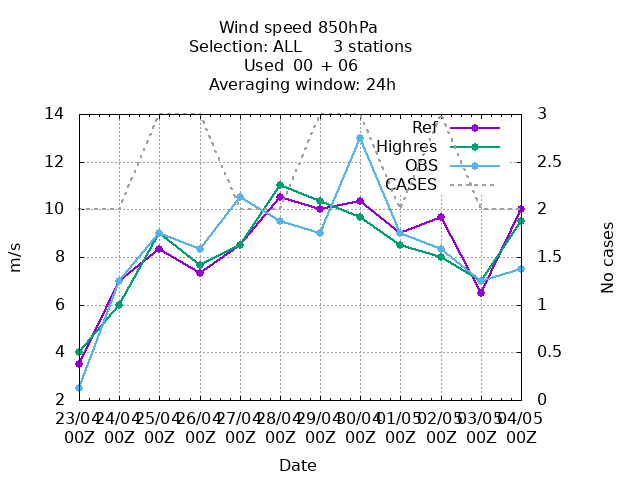 Wind speed 850hPa
Selection: ALL 3 stations
Used 00 + 06
Averaging window: 24h
14 3
Ref
Highres
12 2.5
OBS
CASES
10 2
8 1.5
m/s
No cases
6 1
4 0.5
2 0
23/04 24/04 25/04 26/04 27/04 28/04 29/04 30/04 01/05 02/05 03/05 04/05
00Z 00Z 00Z 00Z 00Z 00Z 00Z 00Z 00Z 00Z 00Z 00Z
Date